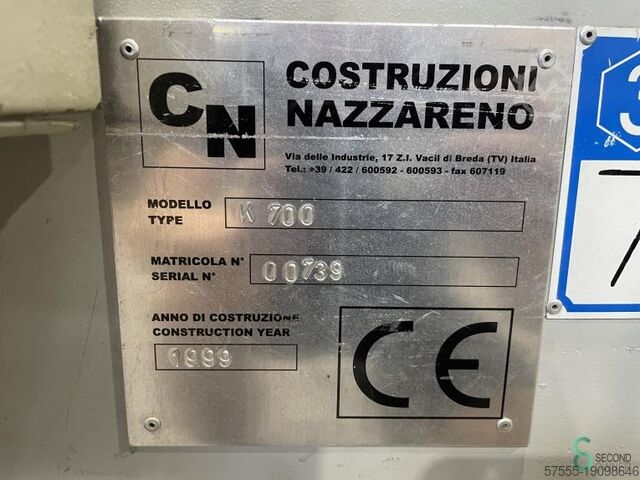 CN
COSTRUZIONI
NAZZARENO
Via delle Industrie, 17 Z.I. Vacil di Breda (TV) Italia
Tel.: +39 / 422 / 600592 - 600593 - fax 607119
MODELLO
TYPE
K 700
MATRICOLA N°
SERIAL N°
00739
ANNO DI COSTRUZIONE
CONSTRUCTION YEAR
1999
CE
3
SECOND
57555-19098646